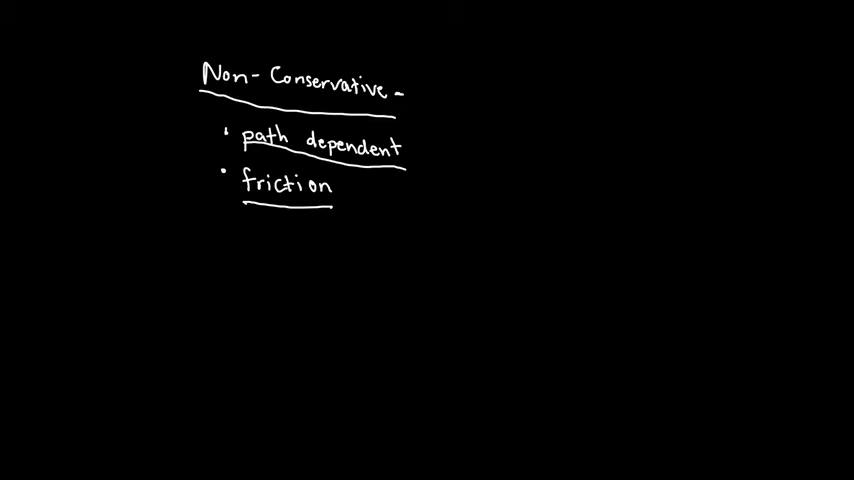 Non-Conservative-
• path dependent
• friction